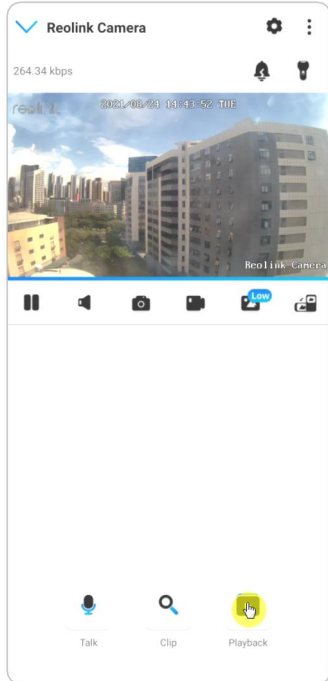 Reolink Camera
264.34 kbps
reolink
2021/08/24 14:43:52 TUE
Reolink Camera
Low
Talk
Clip
Playback